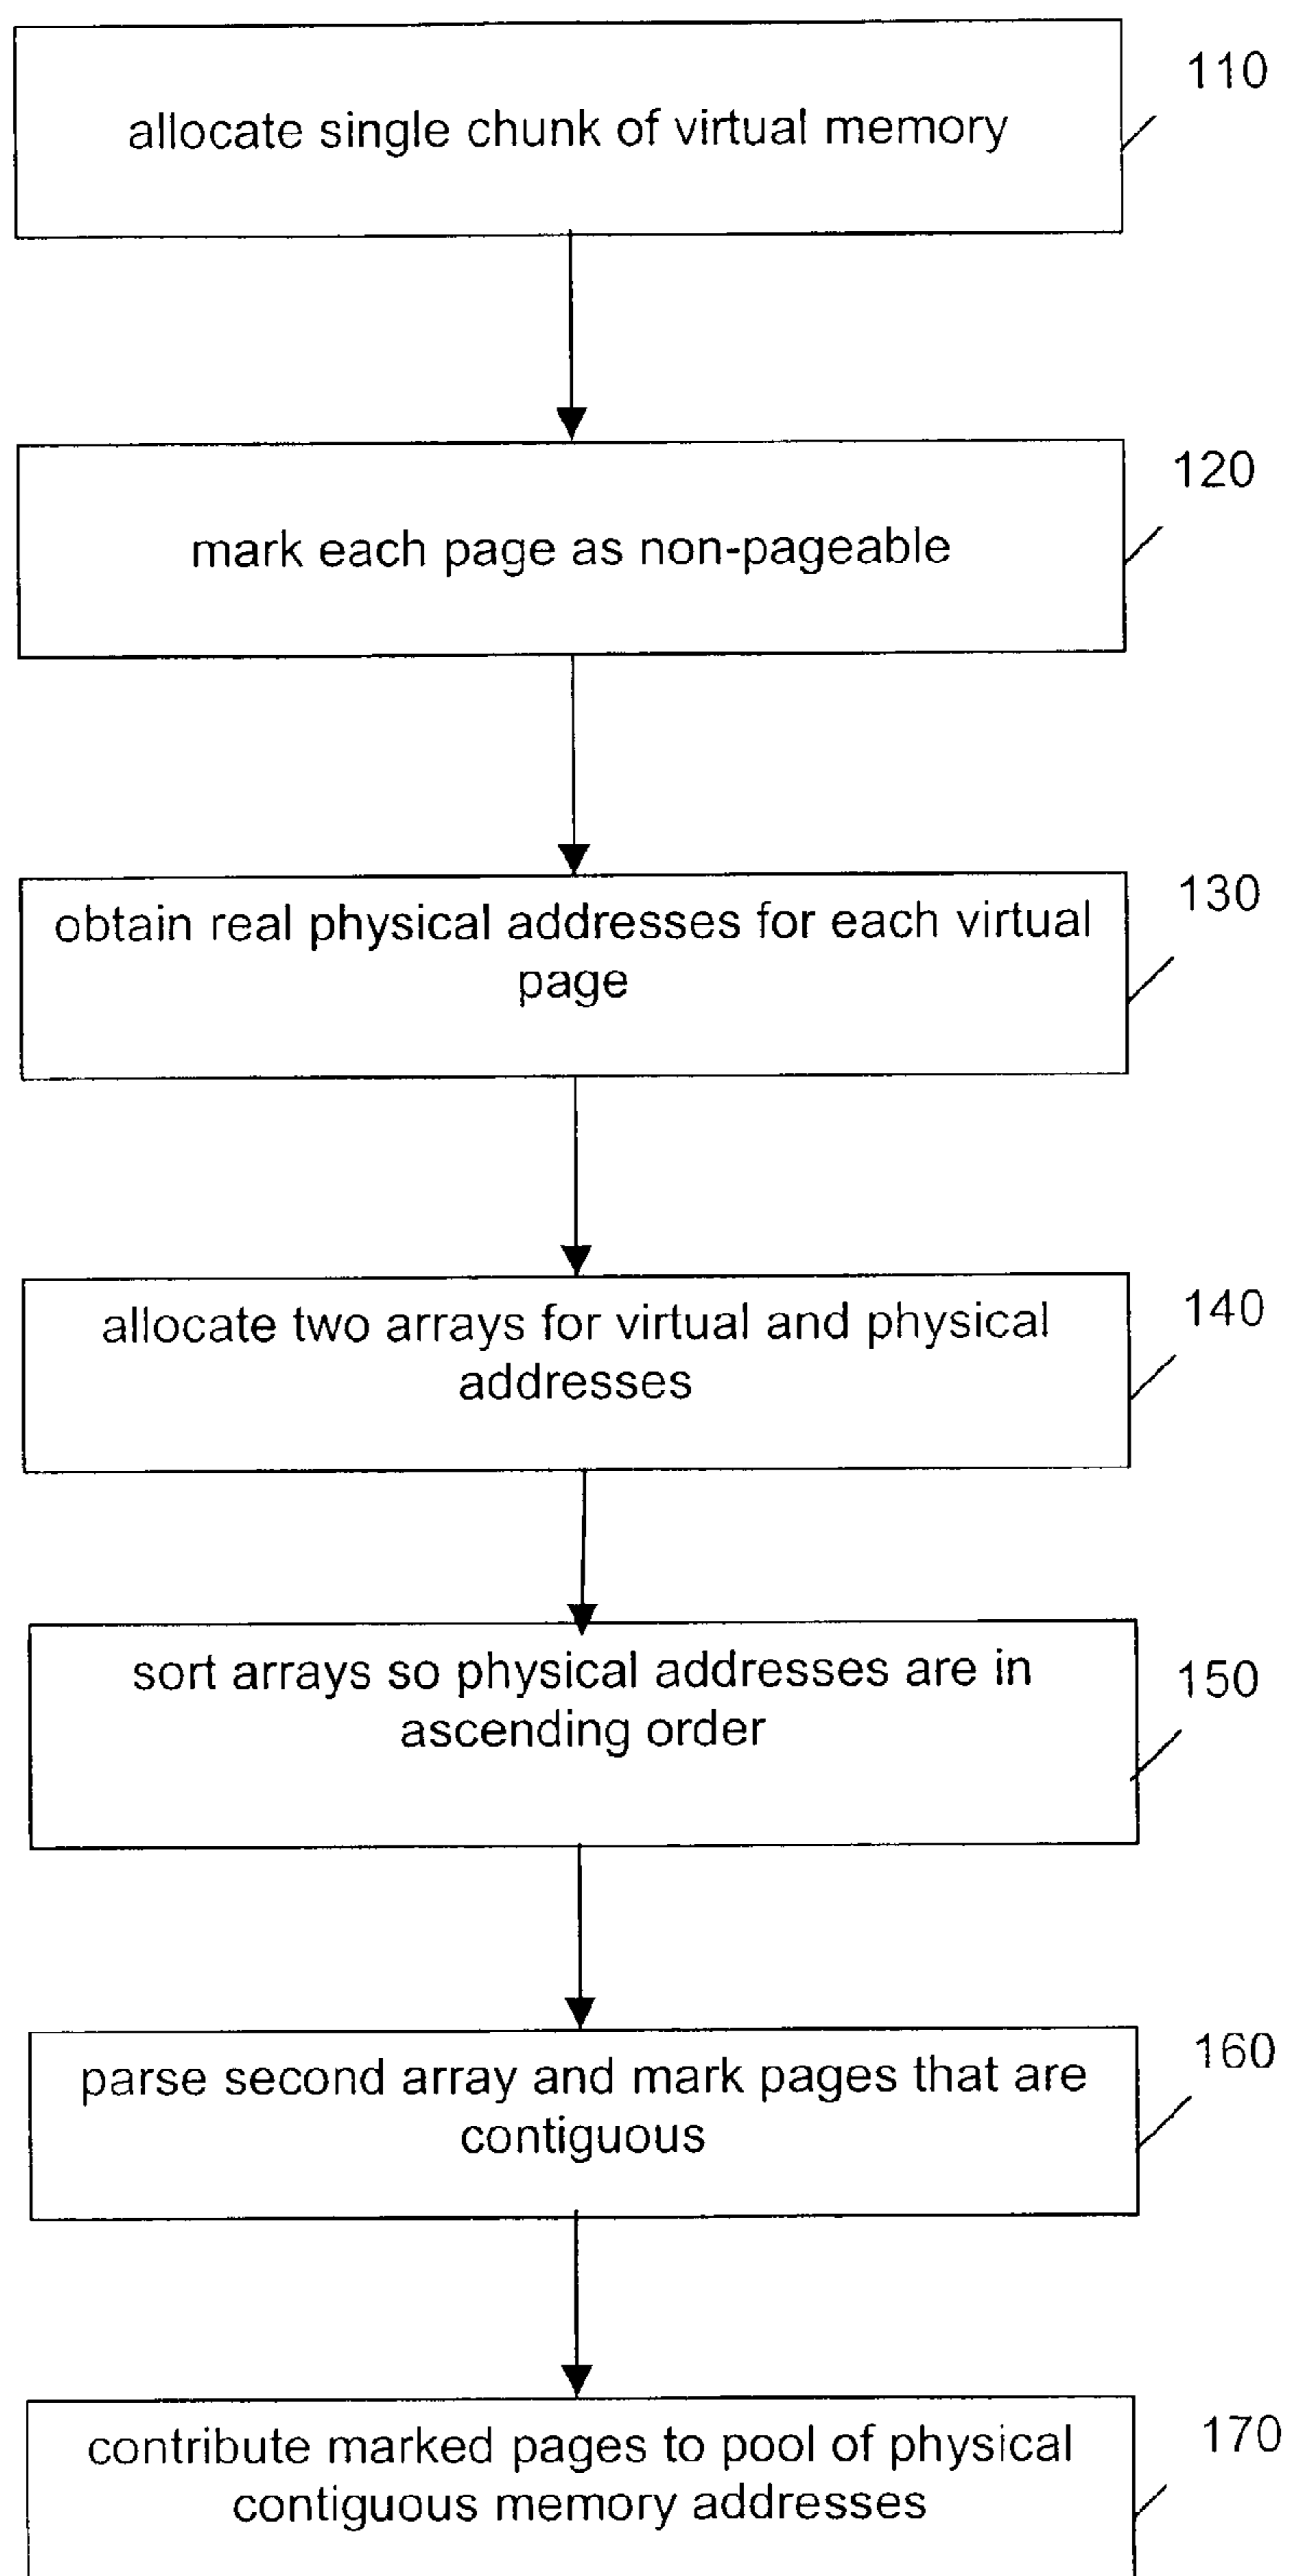 allocate single chunk of virtual memory
110
mark each page as non-pageable
120
obtain real physical addresses for each virtual
page
130
allocate two arrays for virtual and physical
addresses
140
sort arrays so physical addresses are in
ascending order
150
parse second array and mark pages that are
contiguous
160
contribute marked pages to pool of physical
contiguous memory addresses
170